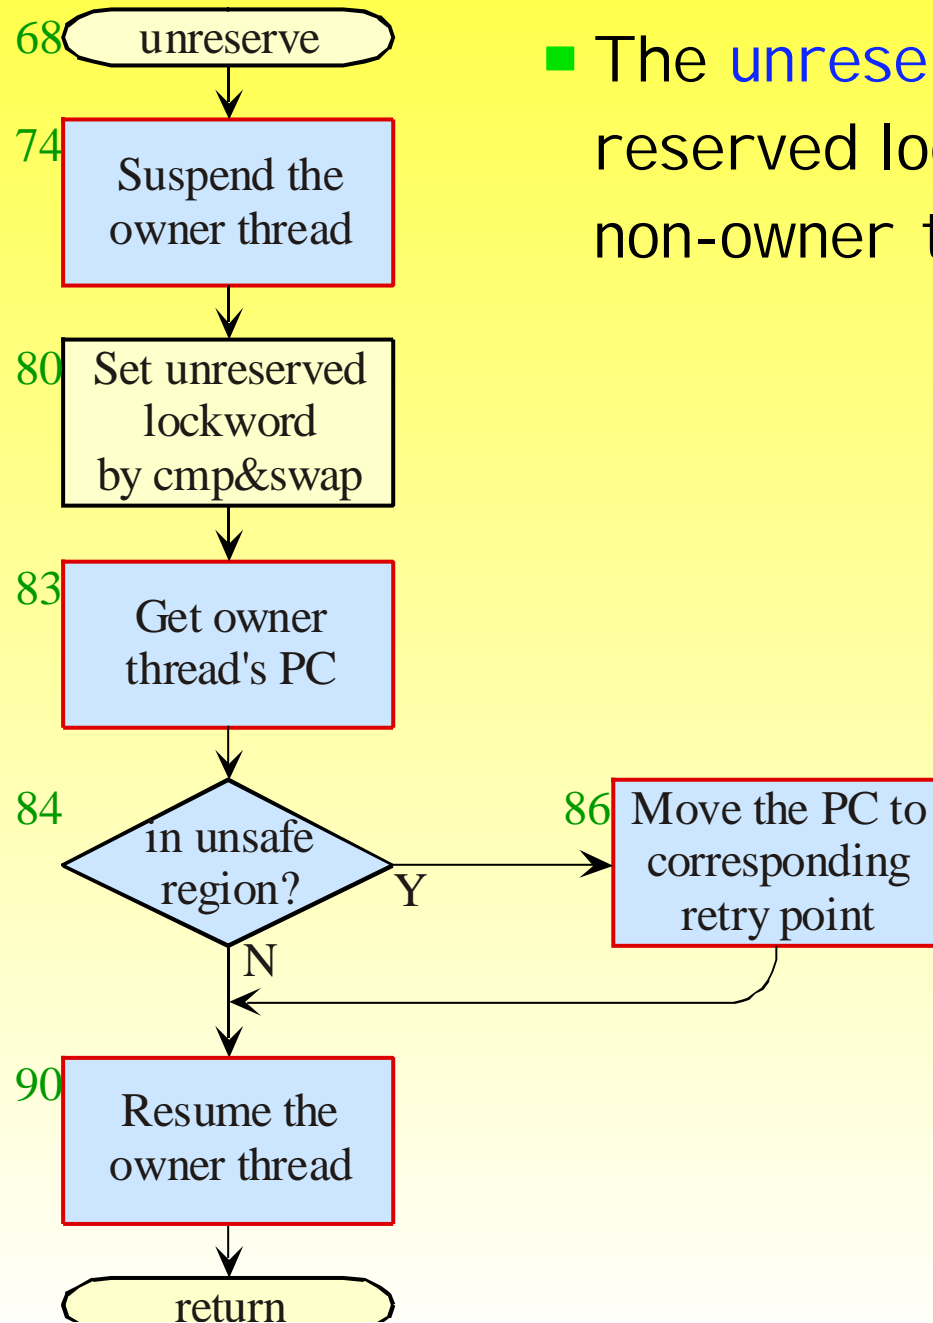 68
unreserve
74
Suspend the
owner thread
80
Set unreserved
lockword
by cmp&swap
83
Get owner
thread's PC
84
in unsafe
region?
Y
N
86
Move the PC to
corresponding
retry point
90
Resume the
owner thread
return
The
reserved
non-owner